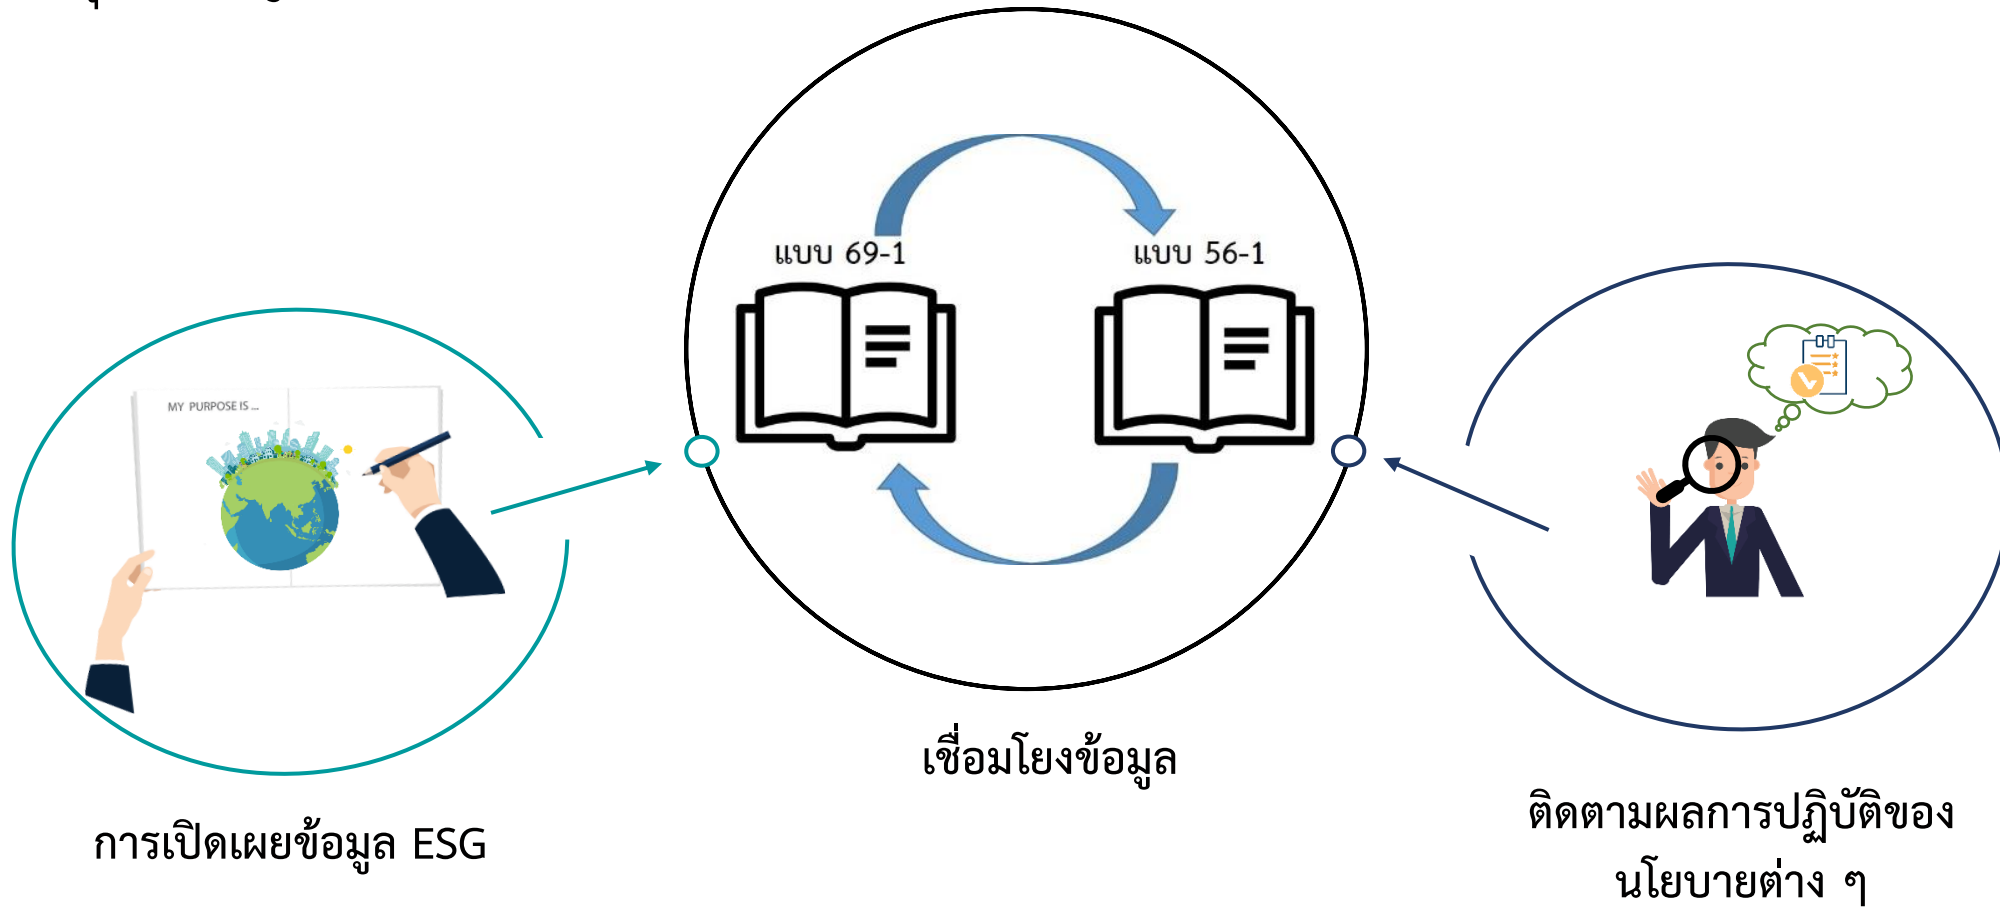 แบบ 69-1
แบบ 56-1
MY PURPOSE IS ...
เชื่อมโยงข้อมูล
การเปิดเผยข้อมูล ESG
ติดตามผลการปฏิบัติของ
นโยบายต่าง ๆ